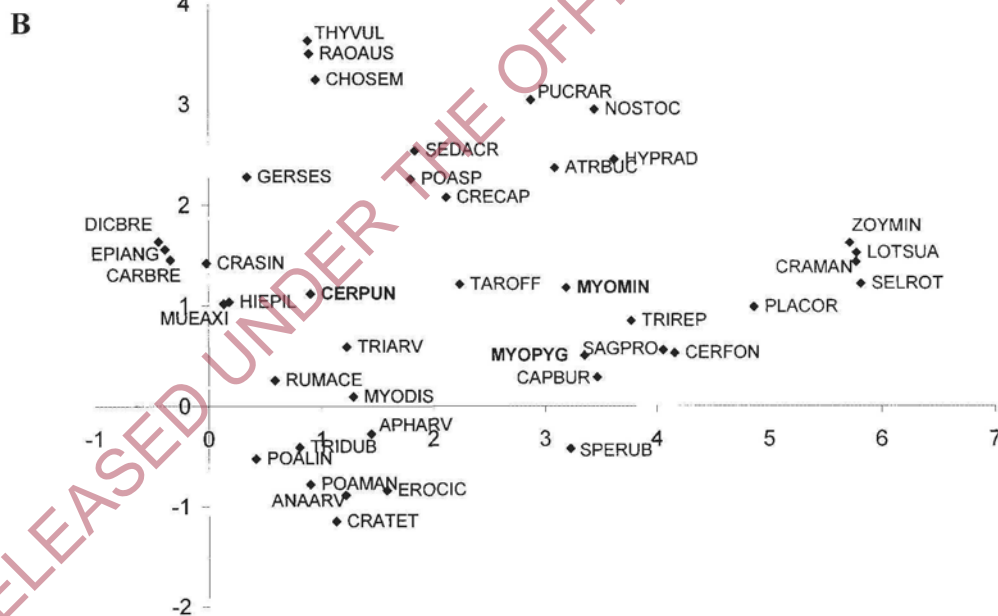 B
4
THYVUL
RAOAUS
CHOSEM
3
PUCRAR
NOSTOC
SEDACR
HYPRAD
ATRBUC
GERSES
POASP
CRECAP
2
DICBRE
ZOYMIN
EPIANG
LOTSUA
CARBRE
CRASIN
CRAMAN
TAROFF
SELROT
MYOMIN
HIEPIL
CERPUN
1
PLACOR
MUEAXI
TRIREP
TRIARV
SAGPRO
CERFON
MYOPYG
CAPBUR
RUMACE
MYODIS
0
APHARV
-1 0 1 2 3 4 5 6 7
TRIDUB
SPERUB
POALIN
POAMAN
EROCIC
ANAARV
-1
CRATET
-2
RELEASED UNDER THE OFFI